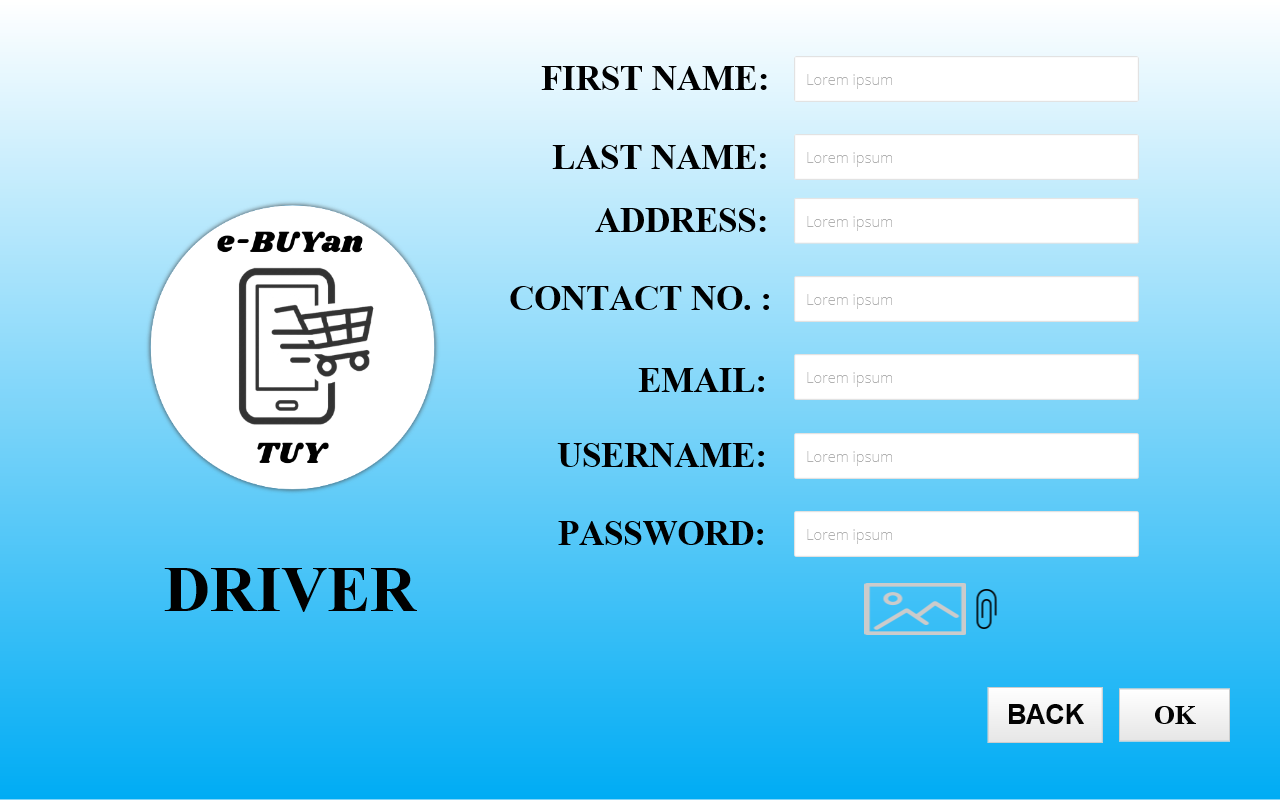 FIRST NAME: Lorem ipsum
LAST NAME: Lorem ipsum
ADDRESS: Lorem ipsum
e-BUYan
CONTACT NO. : Lorem ipsum
EMAIL: Lorem ipsum
TUY
USERNAME: Lorem ipsum
PASSWORD: Lorem ipsum
DRIVER
BACK OK